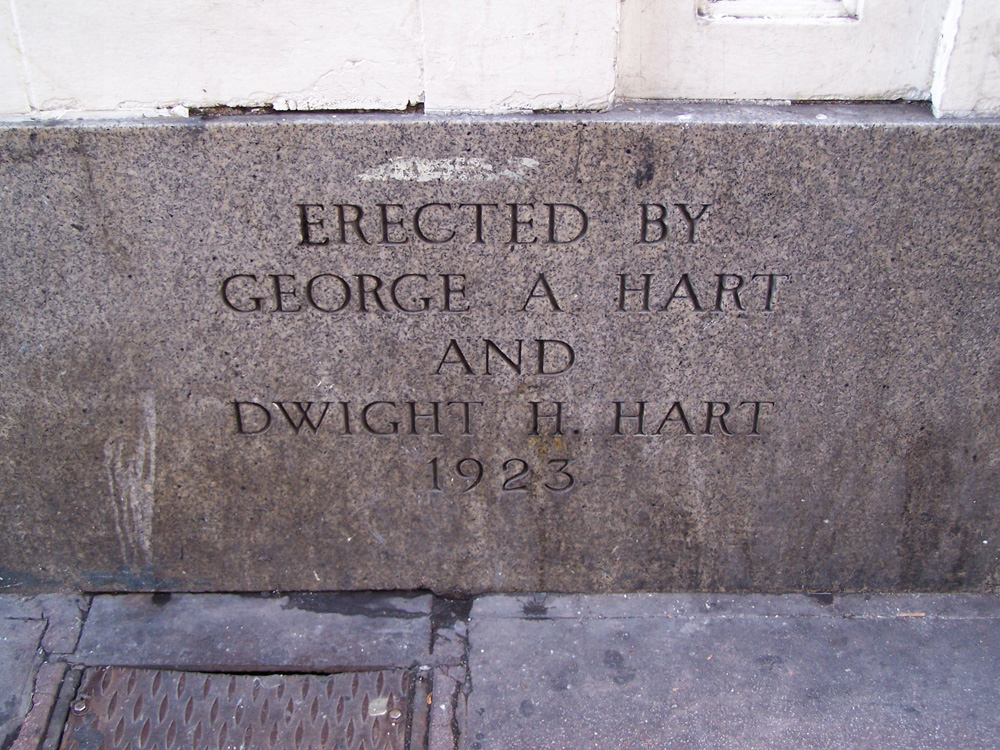 ERECTED BY
GEORGE A HART
AND
DWIGHT H. HART
1923